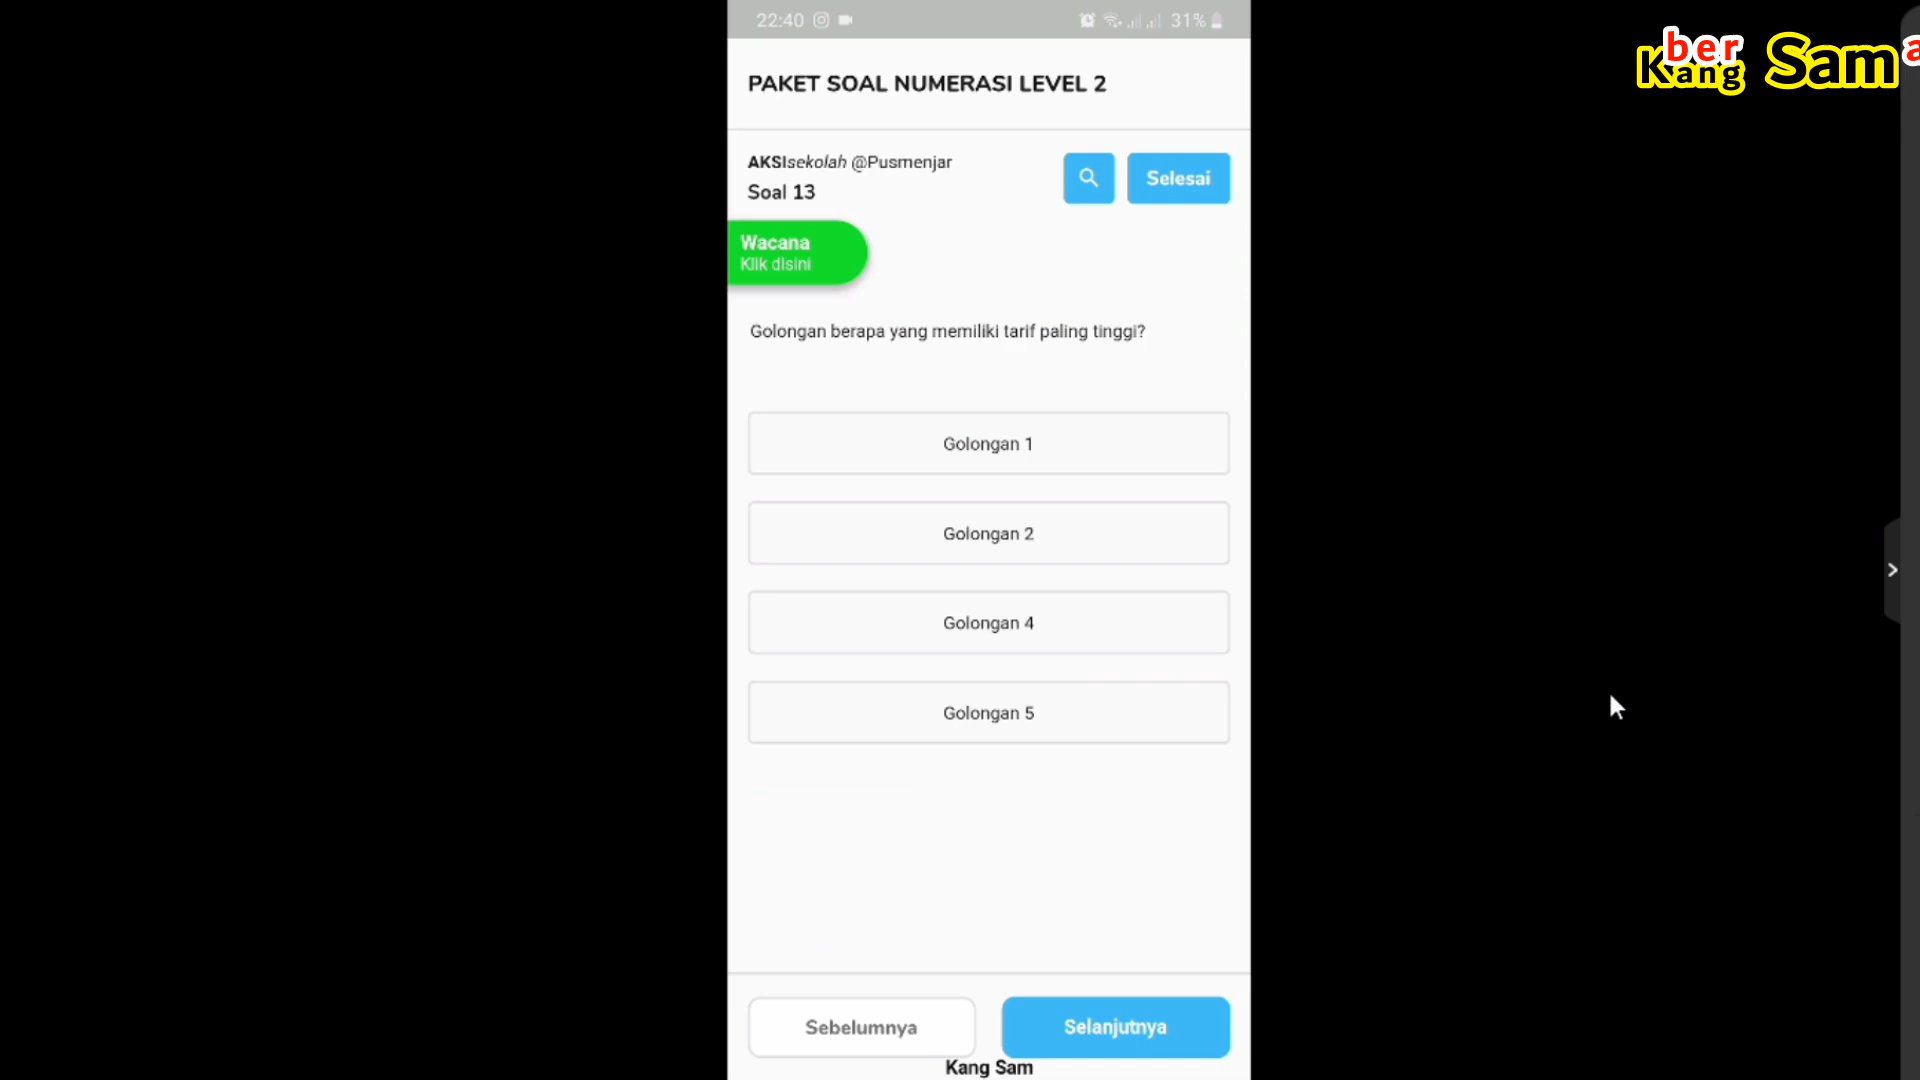 22:40
31%
ber
Kang Sam
a
PAKET SOAL NUMERASI LEVEL 2
AKSIsekolah @Pusmenjar
Soal 13
Selesai
Wacana
Klik disini
Golongan berapa yang memiliki tarif paling tinggi?
Golongan 1
Golongan 2
Golongan 4
Golongan 5
Sebelumnya
Selanjutnya
Kang Sam